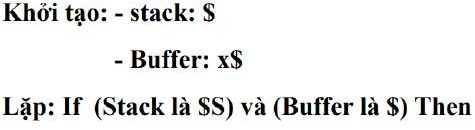 Khởi tạo: - stack: $
- Buffer: x$
Lặp: If (Stack là $S) và (Buffer là $) Then